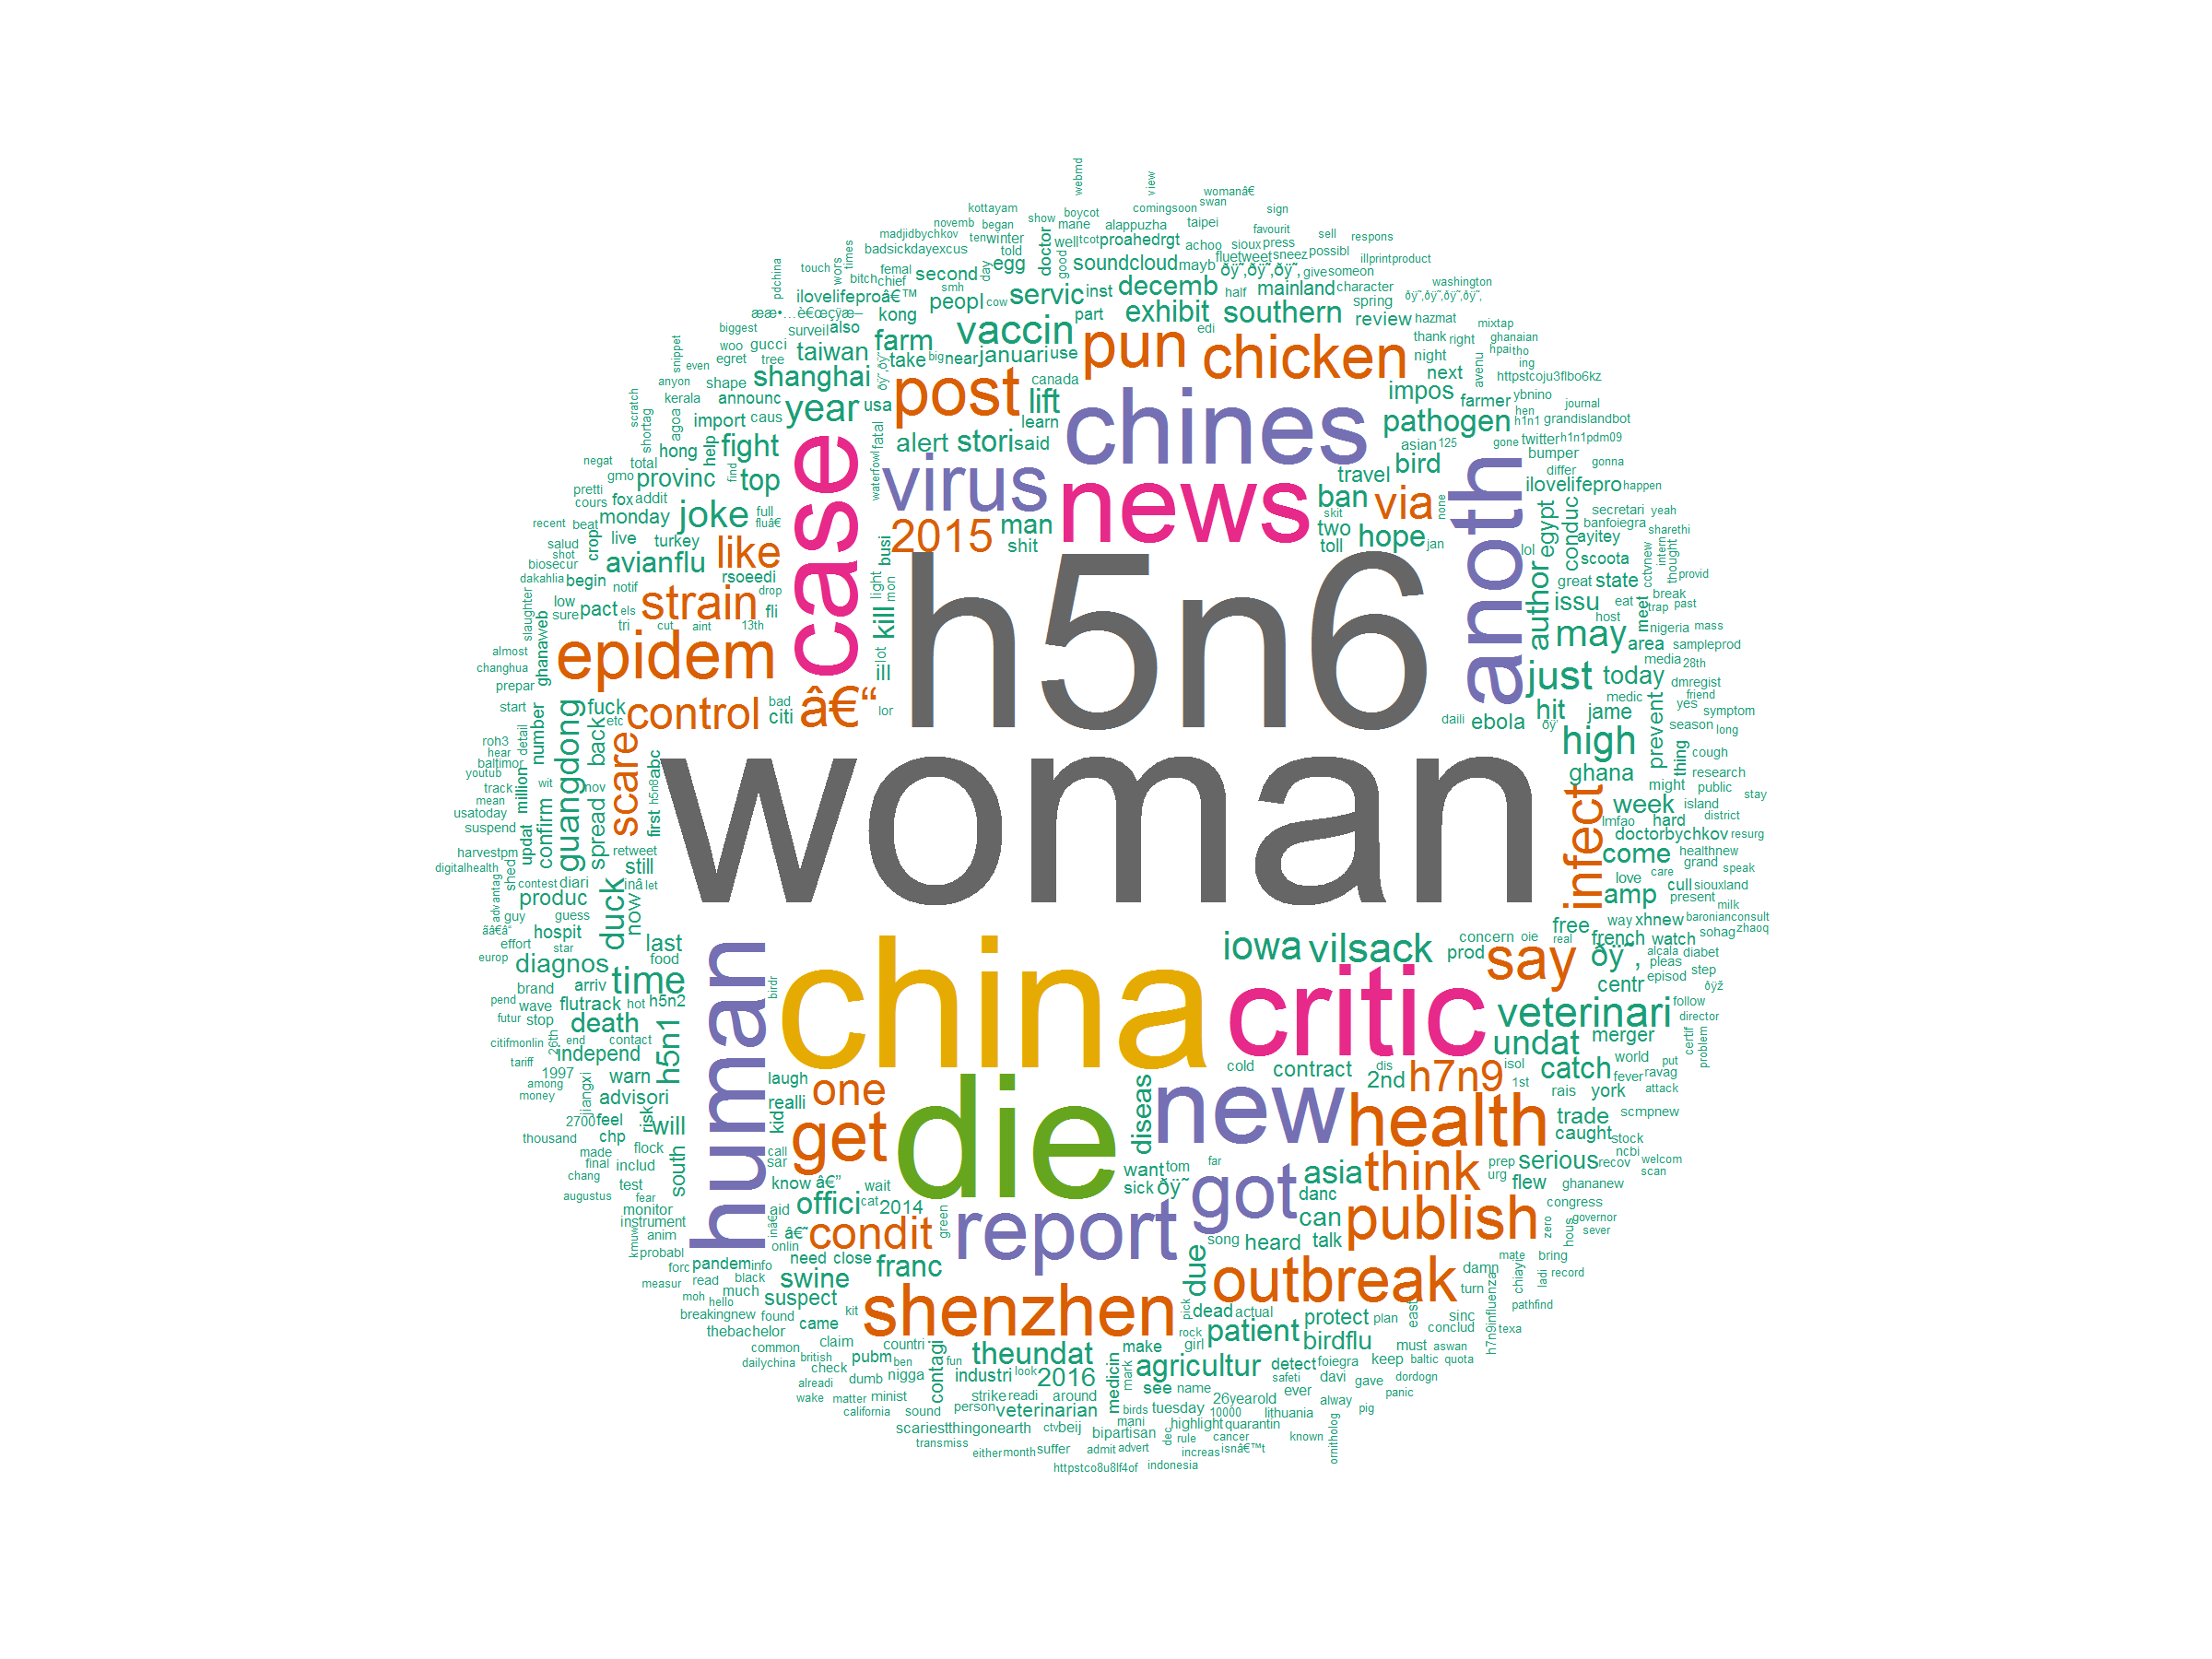 webmd
view
womanâ€
swan
kottayam
comingsoon
sign
novemb
began
show
boycot
mane
alappuzha
taipei
favourit
sell
madjidbychkov
ten
winter
well
tcot
proahedrgt
achoo
sioux
press
respons
badsickdayexcus
told
doctor
good
fluetweet
sneez
possibl
illprintproduct
times
wors
touch
femal
second
day
egg
soundcloud
mayb
ðŸ˜‚ðŸ˜‚ðŸ˜‚
give
someon
washington
pdchina
bitch
chief
smh
servic
inst
decemb
half
mainland
character
ðŸ˜‚ðŸ˜‚ðŸ˜‚ðŸ˜‚
ilovelifeproâ€™
peopl
cow
part
exhibit
southern
spring
review
hazmat
kong
biggest
surveil
also
farm
vaccin
edi
pun
chicken
thank
right
mixtap
ghanaian
woo
gucci
taiwan
take
big
near
januari
use
night
hpai
tho
snippet
even
egret
tree
shanghai
post
canada
lift
chines
impos
next
avenu
ing
httpstcoju3flbo6kz
anyon
shape
announc
year
usa
learn
farmer
ybnino
journal
kerala
scratch
shortag
agoa
import
caus
fatal
alert
stori
said
pathogen
hen
h1n1
grandislandbot
hong
help
fight
case
virus
news
asian
125
gone
twitter
h1n1pdm09
negat
total
find
waterfowl
travel
bird
bumper
gmo
provinc
top
differ
gonna
pretti
fox
addit
ban
via
none
anoth
ilovelifepro
happen
cours
monday
joke
full
fluâ€
2015
man
skit
two
hope
jan
egypt
conduc
secretari
yeah
recent
beat
live
turkey
like
busi
shit
toll
lol
banfoiegra
sharethi
salud
shot
crop
avianflu
ayitey
biosecur
begin
notif
rsoeedi
drop
light
mon
h5n6
author
scoota
great
state
cctvnew
intern
thought
provid
dakahlia
low
sure
pact
els
strain
fli
kill
issu
eat
meet
break
trap
past
slaughter
tri
cut
aint
13th
host
nigeria
mass
ghanaweb
almost
epidem
lot
ill
may
area
sampleprod
changhua
just
today
media
28th
prepar
control
bad
citi
â€“
lor
medic
dmregist
friend
start
fuck
etc
daili
ebola
ðŸ’
hit
jame
prevent
yes
symptom
number
back
scare
high
season
long
roh3
hear
detail
baltimor
guangdong
abc
woman
thing
cough
youtub
million
wit
nov
h5n8
ghana
research
track
might
public
mean
stay
usatoday
confirm
spread
first
infect
week
island
suspend
updat
lmfao
hard
district
doctorbychkov
resurg
harvestpm
retweet
come
healthnew
digitalhealth
shed
still
grand
speak
contest
diari
inâ
let
love
care
cull
siouxland
advantag
produc
duck
now
amp
present
milk
guy
guess
free
way
xhnew
baronianconsult
hospit
iowa
vilsack
concern
oie
real
french
watch
sohag
zhaoq
effort
star
last
human
china
critic
prod
say
ðŸ˜‚
alcala
diabet
europ
diagnos
food
pleas
step
brand
arriv
time
birdr
centr
episod
ðŸž
pend
wave
flutrack
hot
h5n2
veterinari
follow
futur
stop
death
director
citifmonlin
26th
end
contact
h5n1
undat
merger
certif
problem
tariff
independ
cold
contract
dis
isol
catch
world
put
1997
warn
laugh
one
diseas
2nd
h7n9
1st
fever
ravag
among
jiangxi
advisori
realli
die
new
rais
york
attack
money
2700
feel
risk
will
kid
get
health
trade
scmpnew
thousand
chp
caught
stock
made
flock
call
want
tom
far
asia
think
prep
serious
recov
ncbi
welcom
final
includ
sar
sick
ðŸ˜
got
urg
flew
ghananew
scan
chang
test
south
know
â€”
wait
danc
augustus
fear
monitor
aid
offici
cat
2014
green
report
can
publish
congress
instrument
inâ€
â€˜
condit
song
heard
talk
zero
hous
governor
sever
kmuw
anim
onlin
probabl
need
close
due
outbreak
mate
bring
forc
pandem
info
franc
damn
chiayi
ladi
record
measur
read
black
swine
turn
moh
hello
much
suspect
shenzhen
pick
dead
actual
east
h7n9influenza
pathfind
breakingnew
found
kit
protect
plan
sinc
thebachelor
came
rock
patient
birdflu
conclud
texa
common
claim
countri
contagi
theundat
make
girl
must
aswan
dailychina
british
pubm
ben
fun
look
medicin
mark
agricultur
detect
foiegra
keep
baltic
quota
check
industri
2016
safeti
alreadi
dumb
nigga
see
name
ever
davi
gave
dordogn
wake
matter
minist
strike
readi
around
26yearold
alway
panic
california
sound
person
veterinarian
birds
tuesday
10000
lithuania
pig
scariestthingonearth
ctv
beij
mani
highlight
quarantin
transmiss
bipartisan
dec
rule
cancer
known
ornitholog
either
month
suffer
admit
advert
increas
isnâ€™t
httpstco8u8lf4of
indonesia